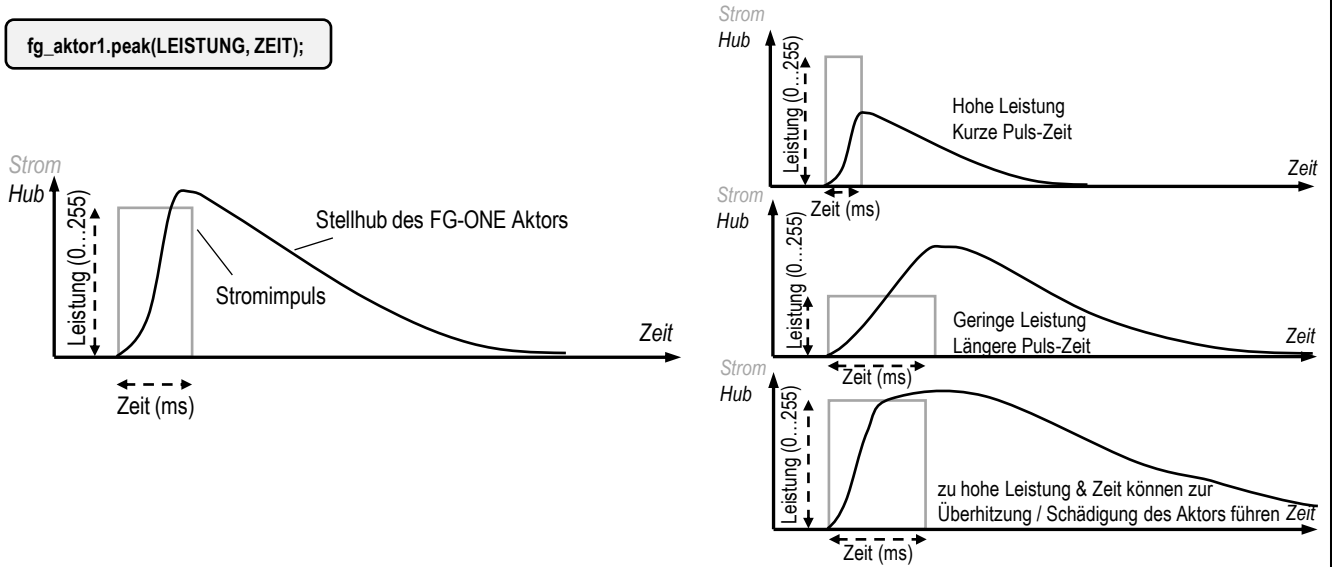 fg_aktor1.peak(LEISTUNG, ZEIT);
Strom
Hub
Leistung (0…255)
Stellhub des FG-ONE Aktors
Stromimpuls
Zeit
Zeit (ms)
Strom
Hub
Leistung (0…255)
Hohe Leistung
Kurze Puls-Zeit
Zeit
Zeit (ms)
Strom
Hub
Leistung (0…255)
Geringe Leistung
Längere Puls-Zeit
Zeit
Zeit (ms)
Strom
Hub
Leistung (0…255)
zu hohe Leistung & Zeit können zur
Überhitzung / Schädigung des Aktors führen
Zeit
Zeit (ms)